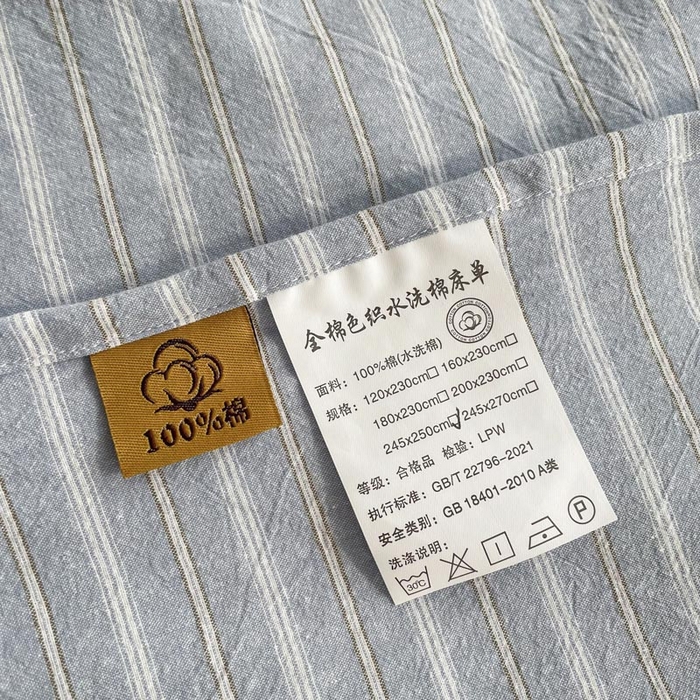 100%棉
全棉色织水洗棉床单
面料：100%棉(水洗棉)
规格：120x230cm□ 160x230cm□
180x230cm□ 200x230cm□
245x250cm☑ 245x270cm□
等级：合格品 检验：LPW
执行标准：GB/T 22796-2021
安全类别：GB 18401-2010 A类
洗涤说明：
30℃
P